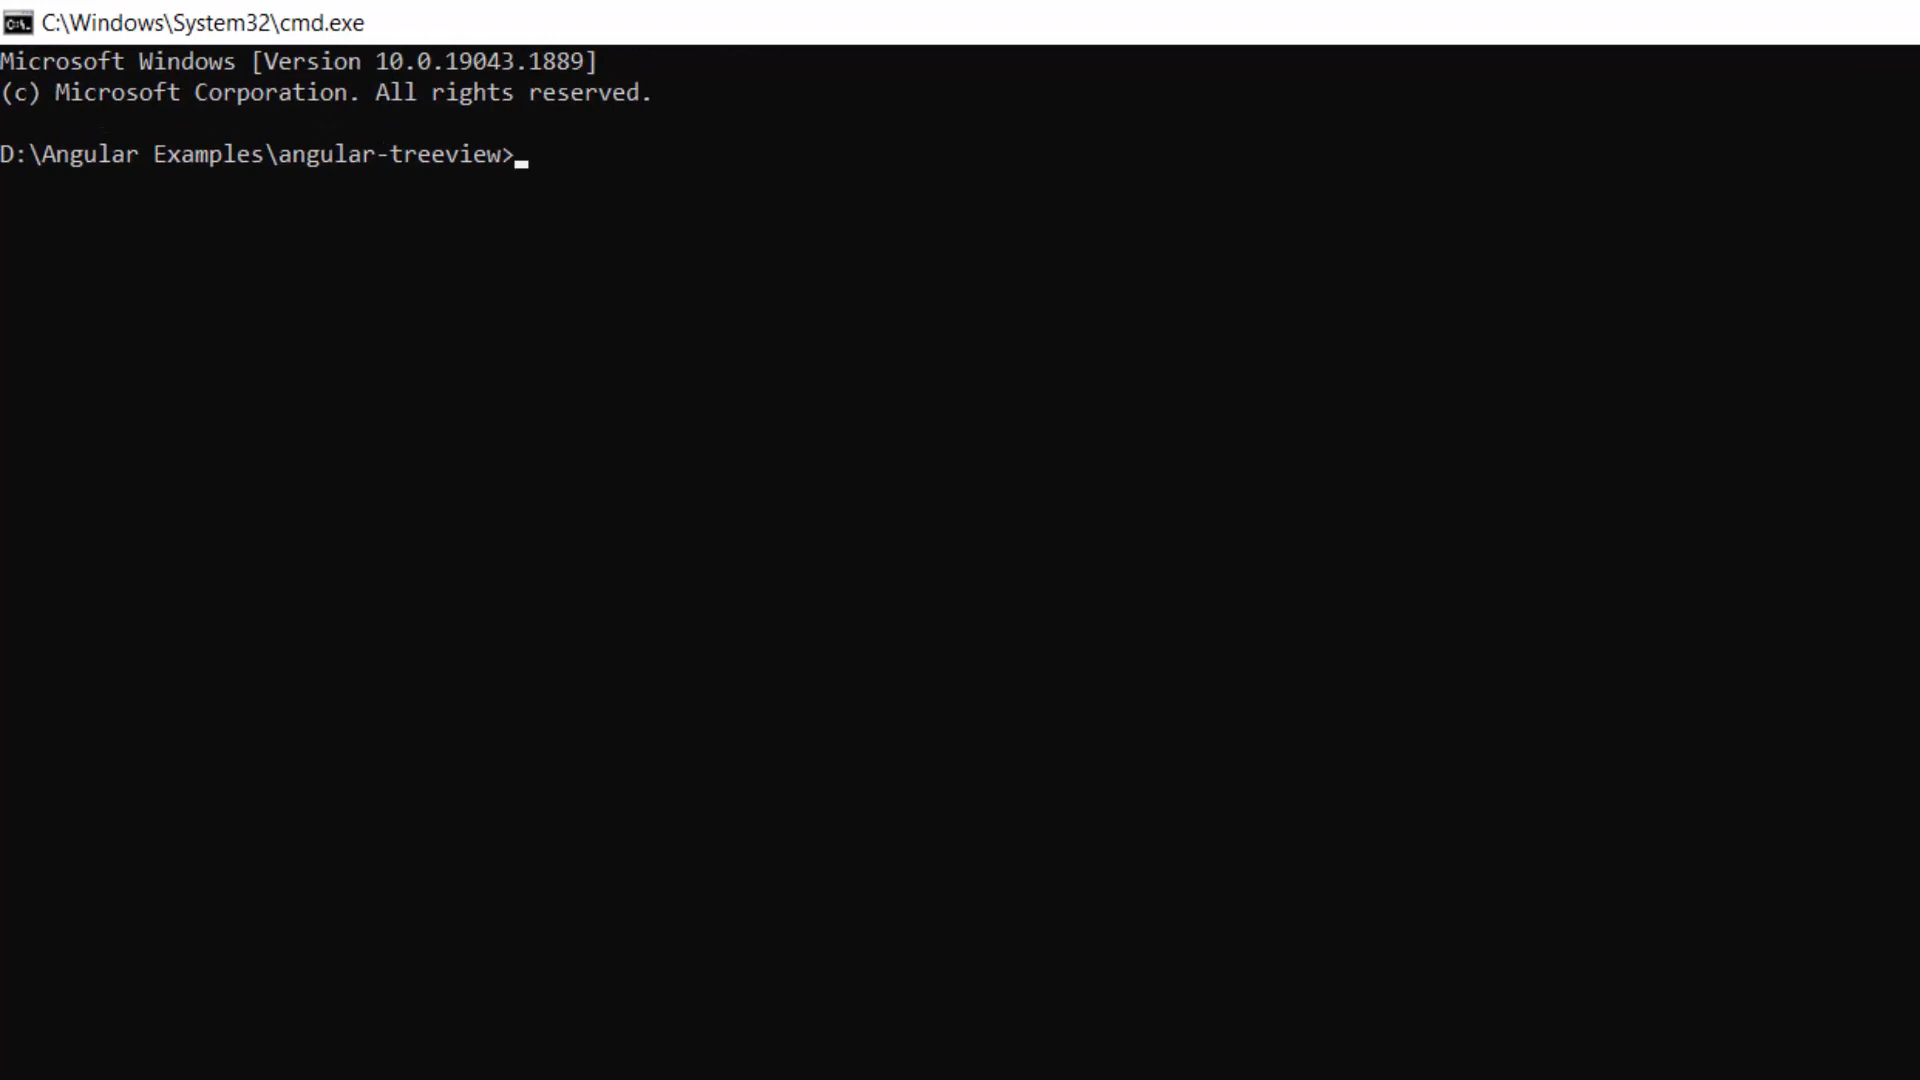 C:\Windows\System32\cmd.exe
Microsoft Windows [Version 10.0.19043.1889]
(c) Microsoft Corporation. All rights reserved.
D:\Angular Examples\angular-treeview>